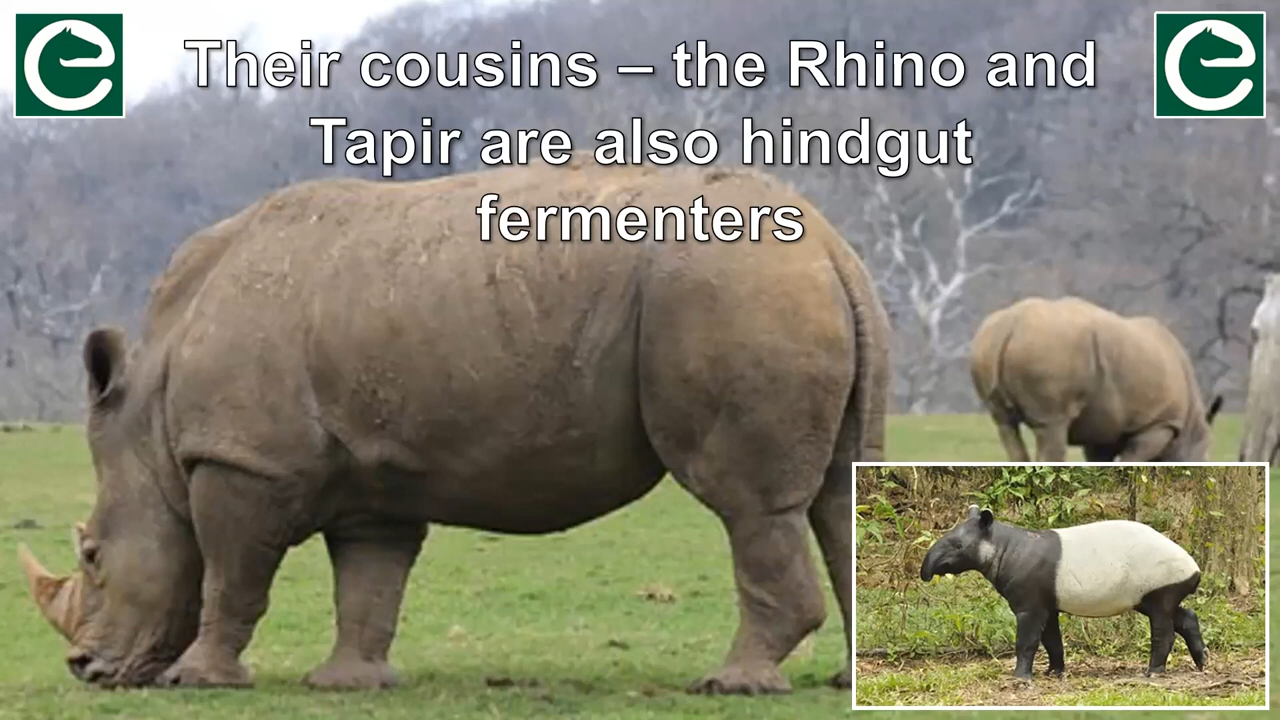 Their cousins – the Rhino and
Tapir are also hindgut
fermenters